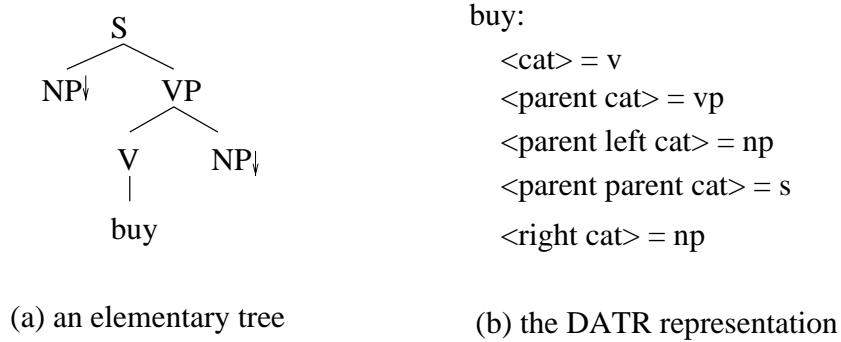 S
NP↓ VP
V NP↓
buy
(a) an elementary tree
buy:
<cat> = v
<parent cat> = vp
<parent left cat> = np
<parent parent cat> = s
<right cat> = np
(b) the DATR representation